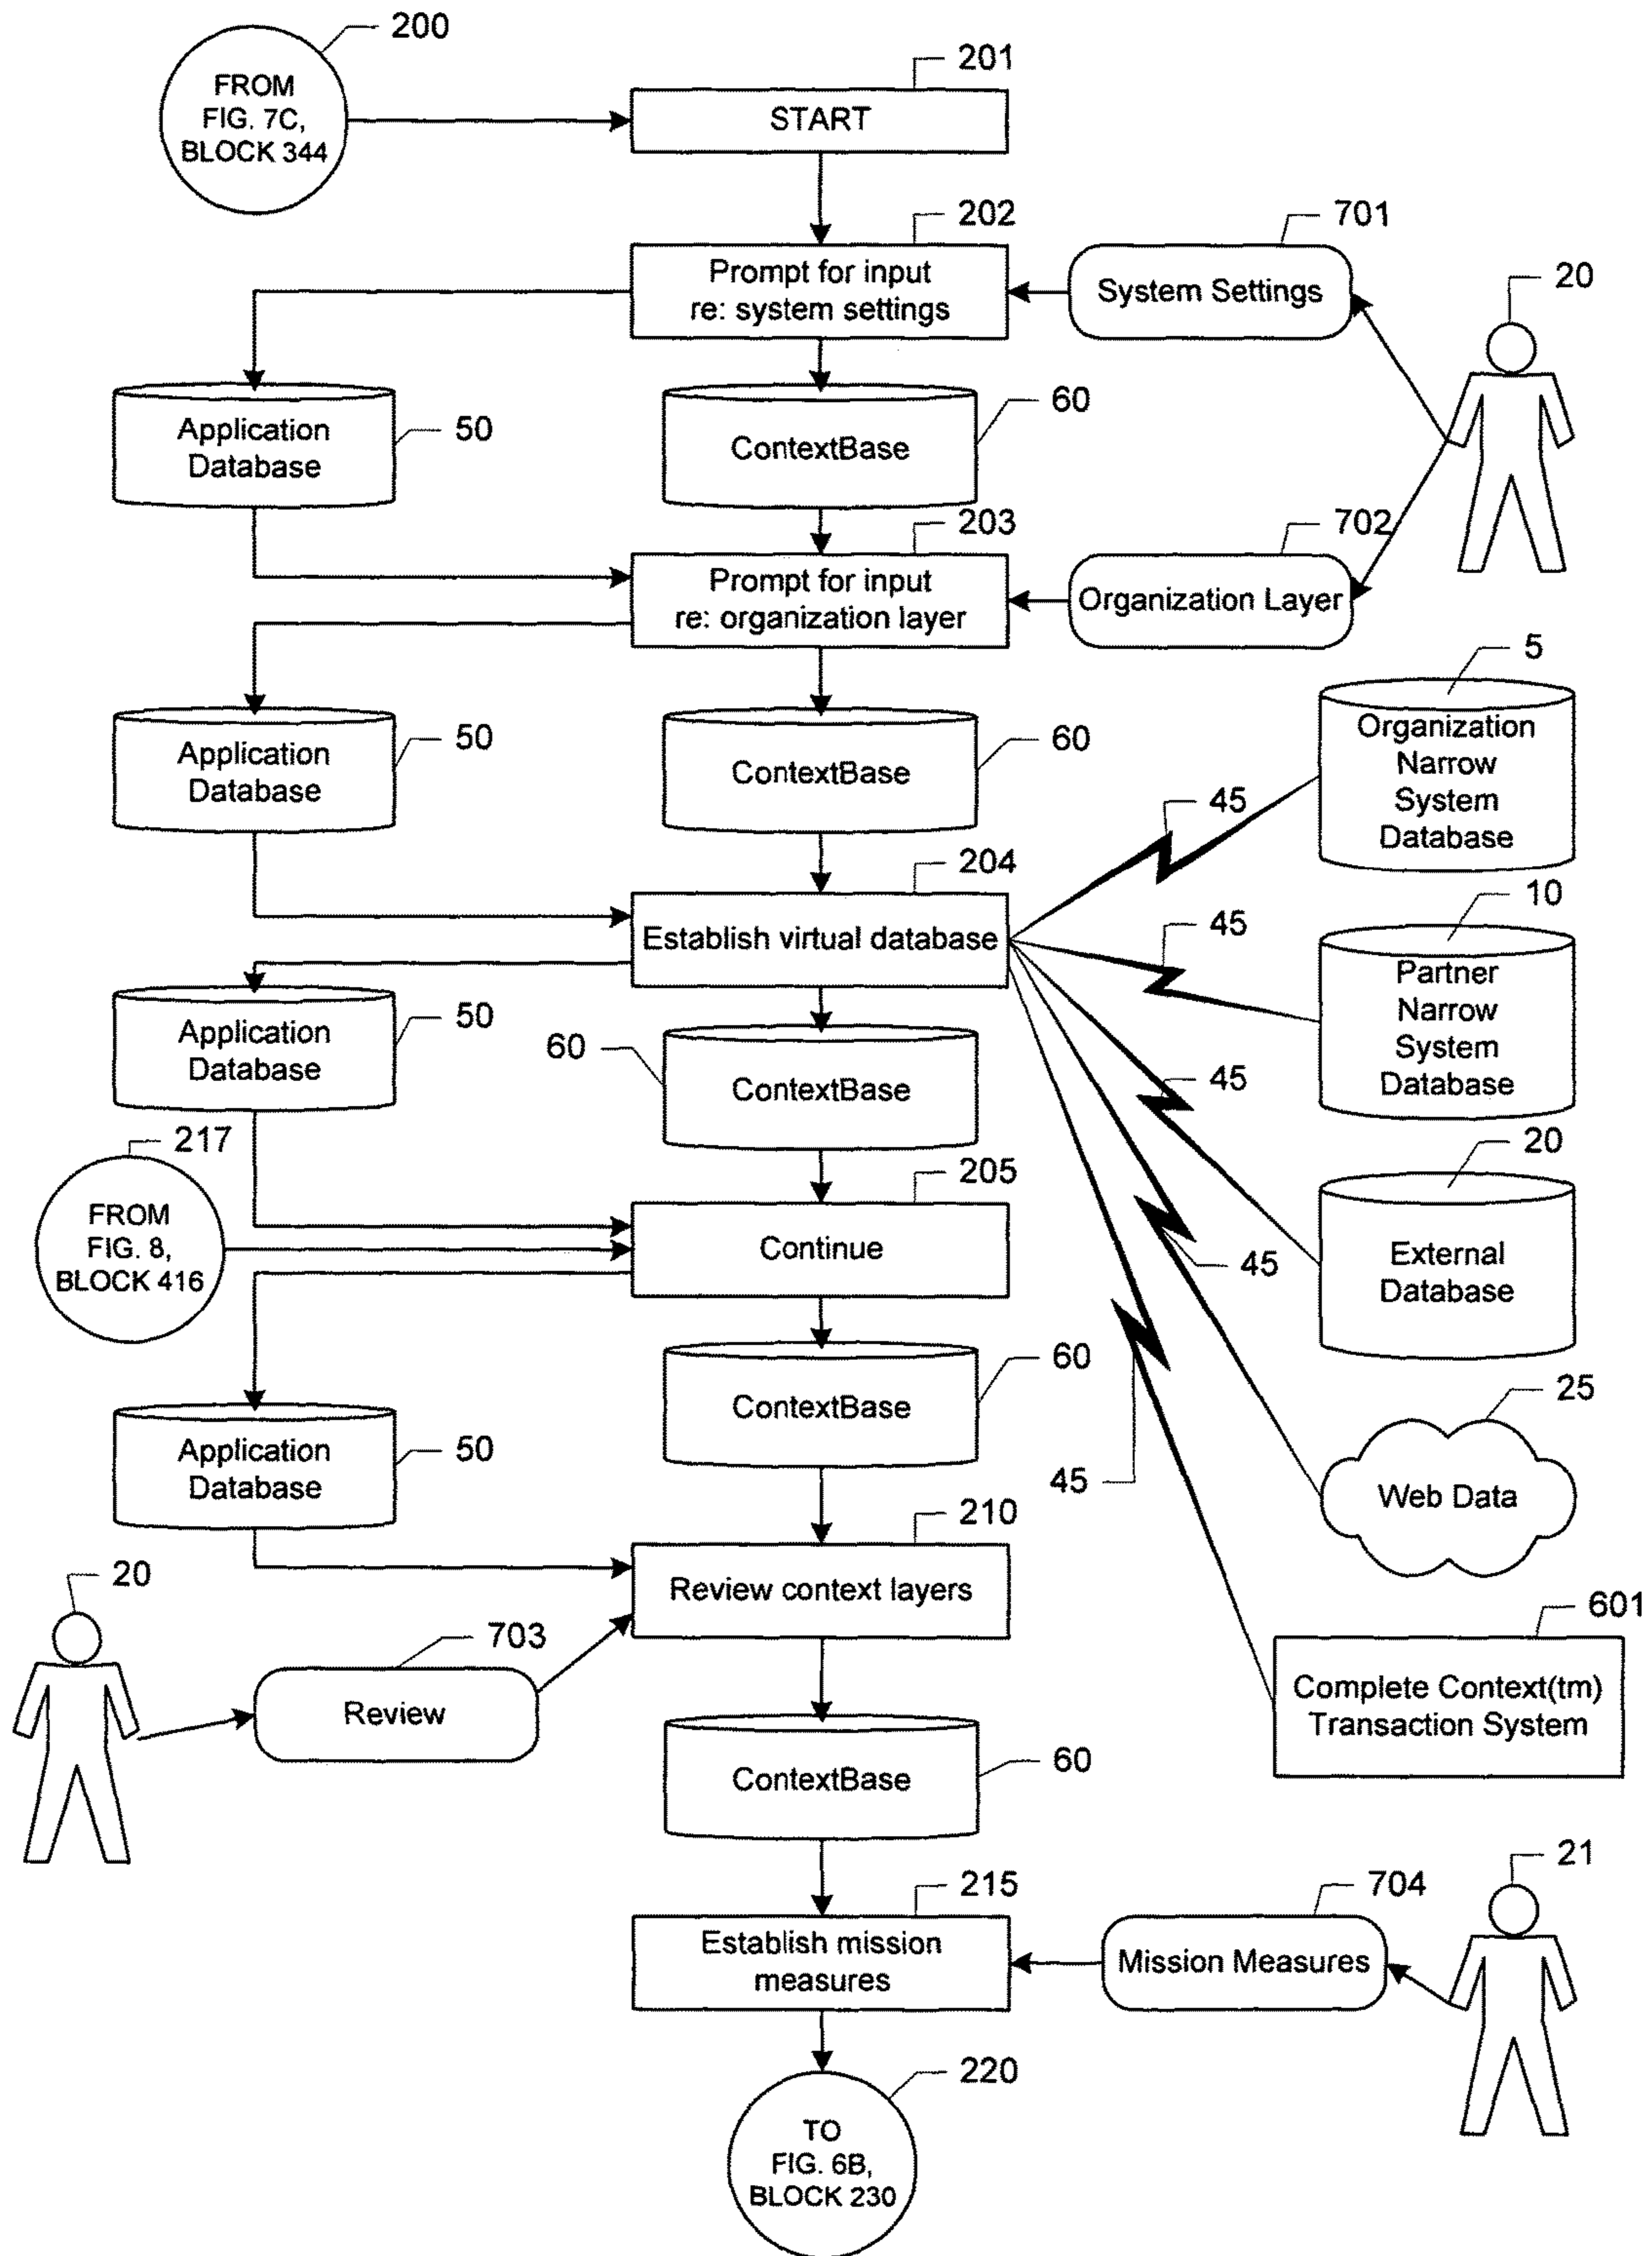 200
FROM
FIG. 7C,
BLOCK 344
201
START
202
Prompt for input
re: system settings
701
System Settings
20
Application
Database
50
ContextBase
60
203
Prompt for input
re: organization layer
702
Organization Layer
5
Organization
Narrow
System
Database
Application
Database
50
ContextBase
60
45
204
Establish virtual database
45
10
Partner
Narrow
System
Database
Application
Database
50
60
ContextBase
45
217
FROM
FIG. 8,
BLOCK 416
205
Continue
45
20
External
Database
Application
Database
50
ContextBase
60
45
25
Web Data
210
Review context layers
20
703
Review
601
Complete Context(tm)
Transaction System
ContextBase
60
215
Establish mission
measures
704
Mission Measures
21
220
TO
FIG. 6B,
BLOCK 230